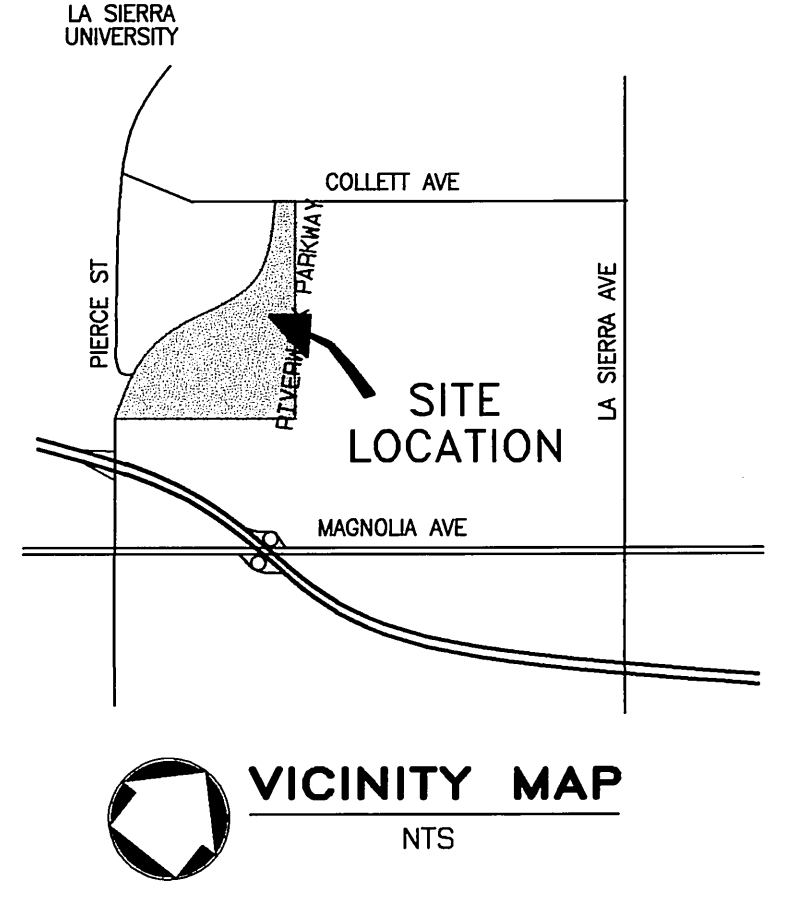 LA SIERRA
UNIVERSITY
COLLETT AVE
PARKWAY
PIERCE ST
LA SIERRA AVE
SITE
LOCATION
MAGNOLIA AVE
VICINITY MAP
NTS